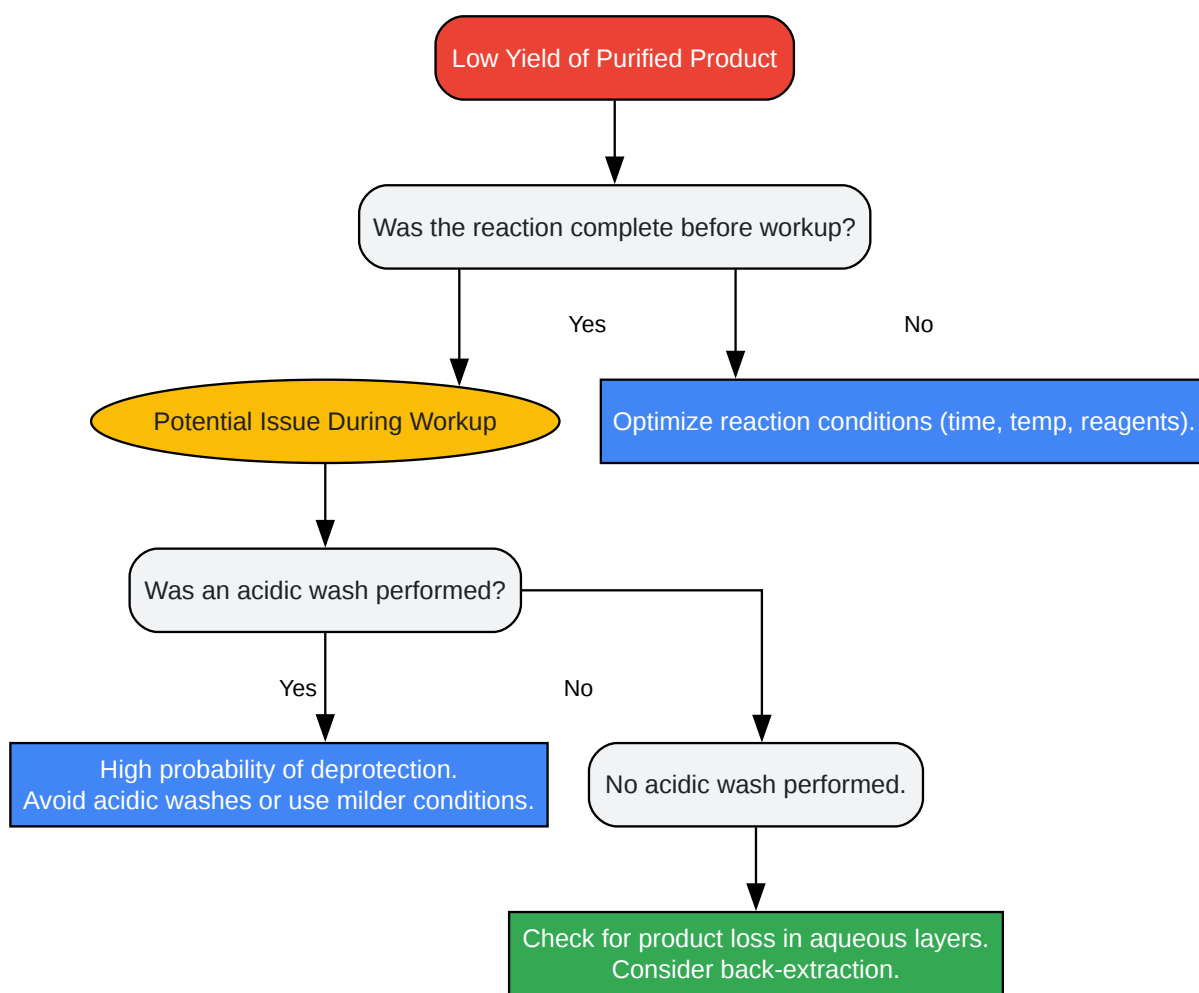 Low Yield of Purified Product
Was the reaction complete before workup?
Yes
No
Potential Issue During Workup
Optimize reaction conditions (time, temp, reagents).
Was an acidic wash performed?
Yes
No
High probability of deprotection.
Avoid acidic washes or use milder conditions.
No acidic wash performed.
Check for product loss in aqueous layers.
Consider back-extraction.